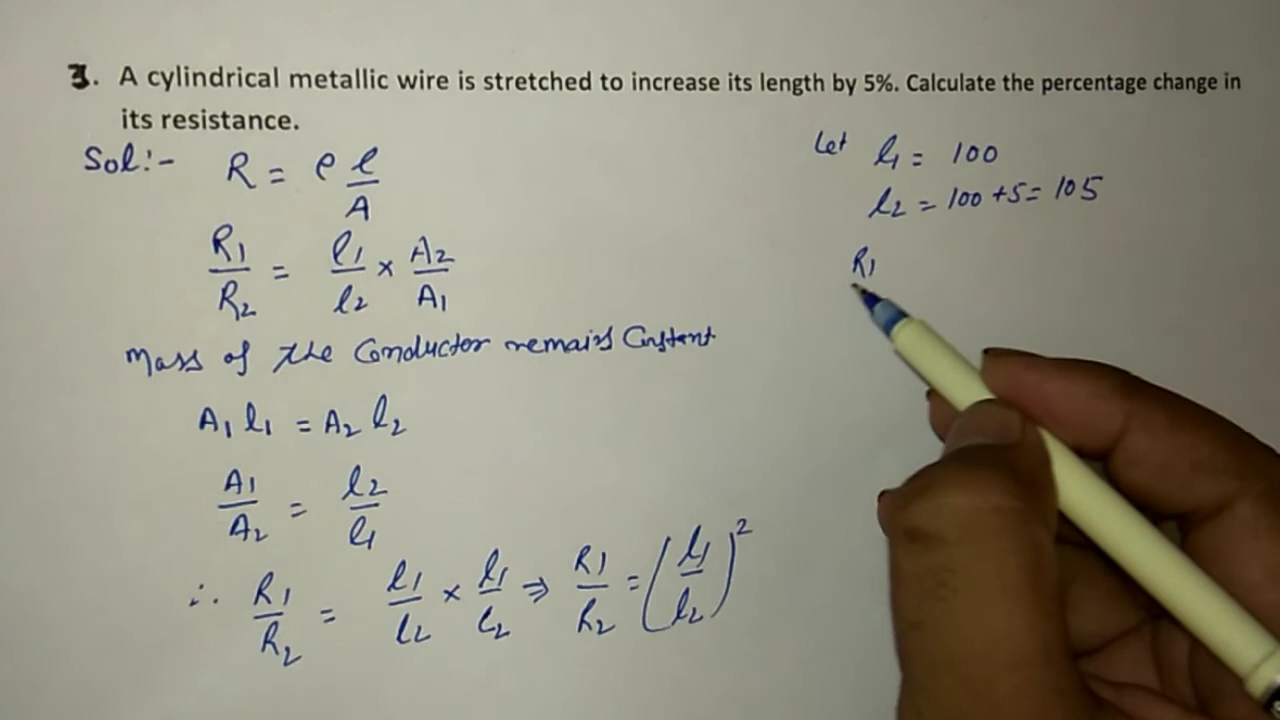 3. A cylindrical metallic wire is stretched to increase its length by 5%. Calculate the percentage change in
its resistance.
Sol:- R = ρ l/A
R1/R2 = l1/l2 × A2/A1
Mass of the Conductor remains Constant
A1 l1 = A2 l2
A1/A2 = l2/l1
∴ R1/R2 = l1/l2 × l1/l2 ⇒ R1/R2 = (l1/l2)²
Let l1 = 100
l2 = 100 + 5 = 105
R1